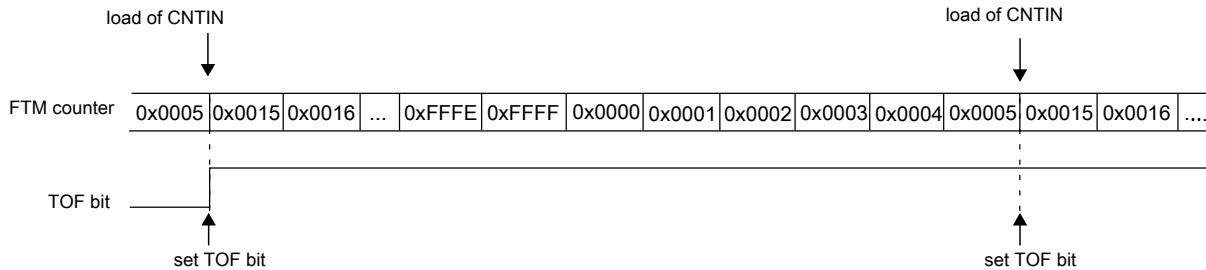 load of CNTIN load of CNTIN
FTM counter 0x0005 0x0015 0x0016 ... 0xFFFE 0xFFFF 0x0000 0x0001 0x0002 0x0003 0x0004 0x0005 0x0015 0x0016 ....
TOF bit
set TOF bit set TOF bit